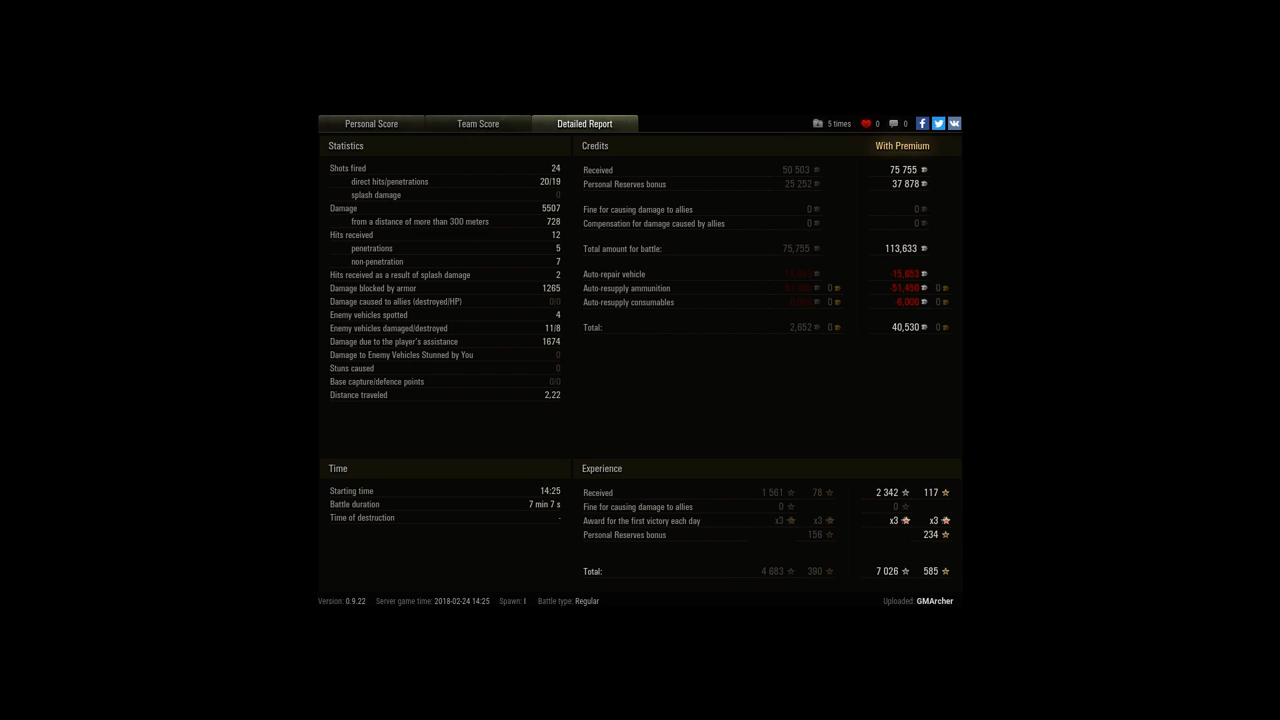 Personal Score Team Score Detailed Report 5 times 0 0
Statistics
Shots fired 24
direct hits/penetrations 20/19
splash damage 0
Damage 5507
from a distance of more than 300 meters 728
Hits received 12
penetrations 5
non-penetration 7
Hits received as a result of splash damage 2
Damage blocked by armor 1265
Damage caused to allies (destroyed/HP) 0/0
Enemy vehicles spotted 4
Enemy vehicles damaged/destroyed 11/8
Damage due to the player's assistance 1674
Damage to Enemy Vehicles Stunned by You 0
Stuns caused 0
Base capture/defence points 0/0
Distance traveled 2,22
Credits With Premium
Received 50 503 75 755
Personal Reserves bonus 25 252 37 878
Fine for causing damage to allies 0 0
Compensation for damage caused by allies 0 0
Total amount for battle: 75,755 113,633
Auto-repair vehicle -15,653
Auto-resupply ammunition 0 -51,450 0
Auto-resupply consumables 0 -6,000 0
Total: 2,652 0 40,530 0
Time
Starting time 14:25
Battle duration 7 min 7 s
Time of destruction -
Experience
Received 1 561 78 2 342 117
Fine for causing damage to allies 0 0
Award for the first victory each day x3 x3 x3 x3
Personal Reserves bonus 156 234
Total: 4 683 390 7 026 585
Version: 0.9.22 Server game time: 2018-02-24 14:25 Spawn: I Battle type: Regular Uploaded: GMArcher